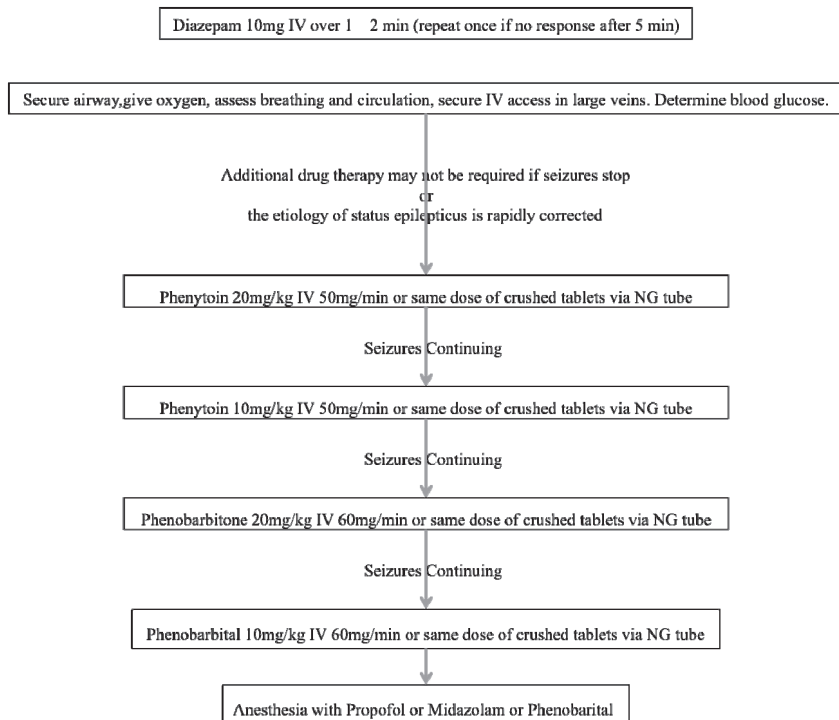 Diazepam 10mg IV over 1 2 min (repeat once if no response after 5 min)
Secure airway,give oxygen, assess breathing and circulation, secure IV access in large veins. Determine blood glucose.
Additional drug therapy may not be required if seizures stop
or
the etiology of status epilepticus is rapidly corrected
Phenytoin 20mg/kg IV 50mg/min or same dose of crushed tablets via NG tube
Seizures Continuing
Phenytoin 10mg/kg IV 50mg/min or same dose of crushed tablets via NG tube
Seizures Continuing
Phenobarbitone 20mg/kg IV 60mg/min or same dose of crushed tablets via NG tube
Seizures Continuing
Phenobarbital 10mg/kg IV 60mg/min or same dose of crushed tablets via NG tube
Anesthesia with Propofol or Midazolam or Phenobarital